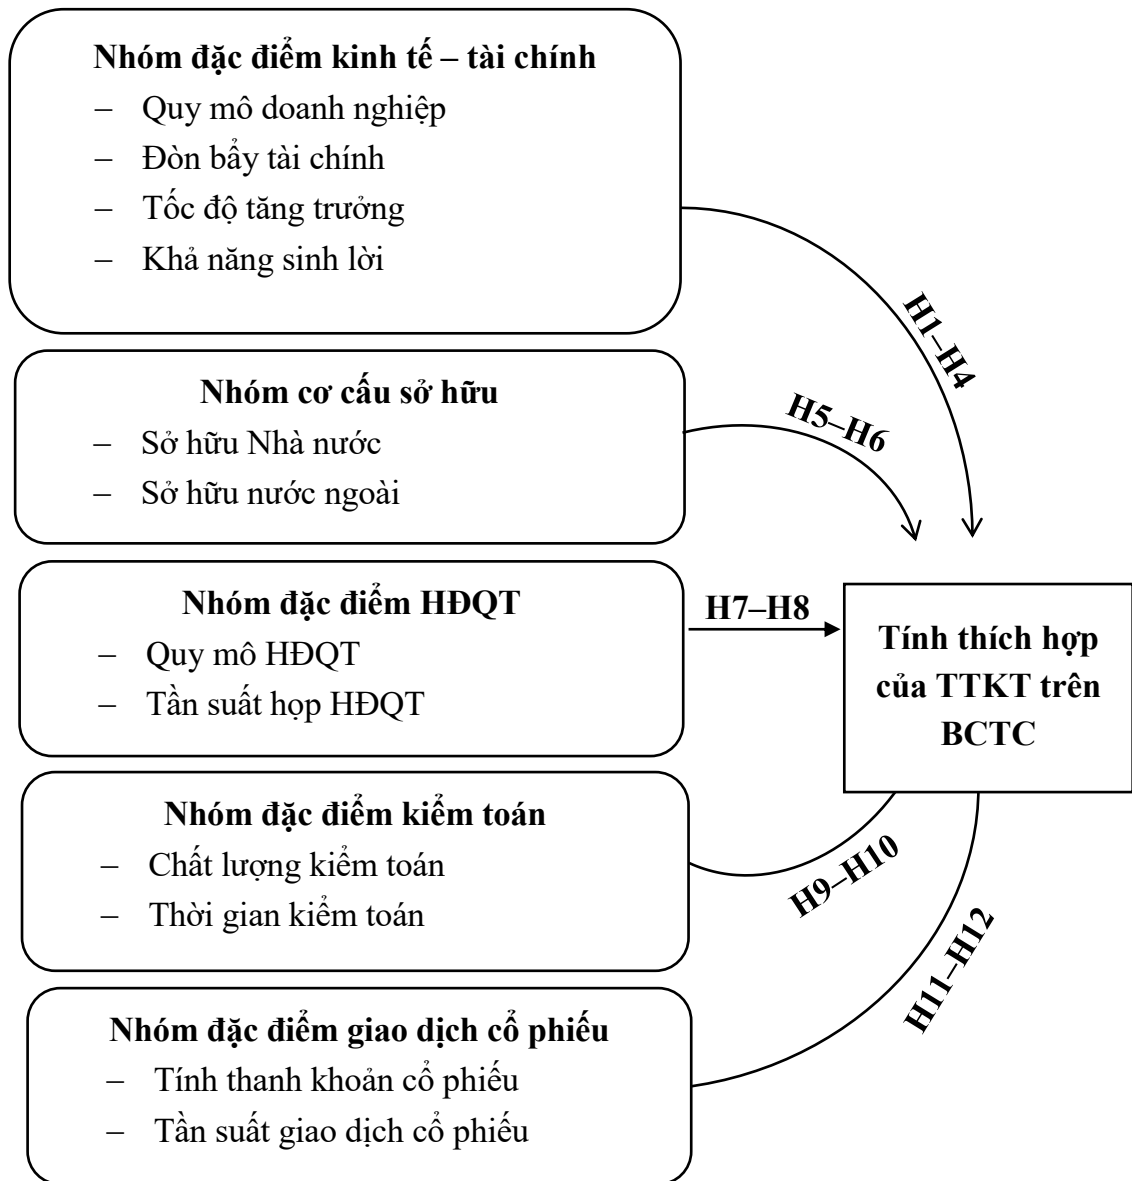 Nhóm đặc điểm kinh tế – tài chính
– Quy mô doanh nghiệp
– Đòn bẩy tài chính
– Tốc độ tăng trưởng
– Khả năng sinh lời
H1–H4
Nhóm cơ cấu sở hữu
– Sở hữu Nhà nước
– Sở hữu nước ngoài
H5–H6
Nhóm đặc điểm HĐQT
– Quy mô HĐQT
– Tần suất họp HĐQT
H7–H8
Tính thích hợp
của TTKT trên
BCTC
Nhóm đặc điểm kiểm toán
– Chất lượng kiểm toán
– Thời gian kiểm toán
H9–H10
Nhóm đặc điểm giao dịch cổ phiếu
– Tính thanh khoản cổ phiếu
– Tần suất giao dịch cổ phiếu
H11–H12